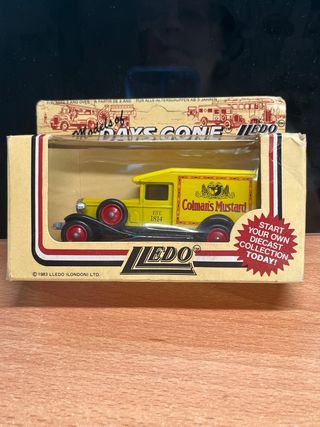 Models of
DAYS GONE
LLEDO
EST.
1814
Colman's Mustard
LLEDO
© 1983 LLEDO (LONDON) LTD.
START
YOUR OWN
DIECAST
COLLECTION
TODAY!